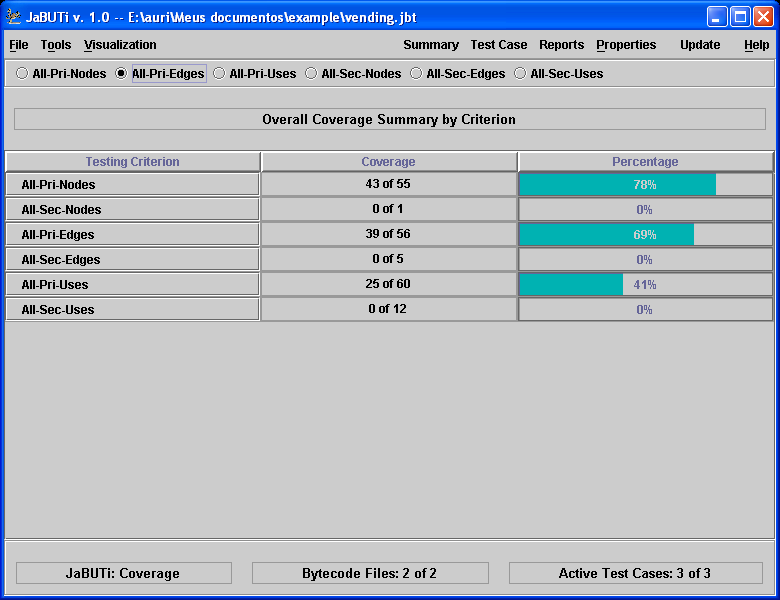 JaBUTi v. 1.0 -- E:\auri\Meus documentos\example\vending.jbt
File Tools Visualization Summary Test Case Reports Properties Update Help
All-Pri-Nodes All-Pri-Edges All-Pri-Uses All-Sec-Nodes All-Sec-Edges All-Sec-Uses
Overall Coverage Summary by Criterion
Testing Criterion Coverage Percentage
All-Pri-Nodes 43 of 55 78%
All-Sec-Nodes 0 of 1 0%
All-Pri-Edges 39 of 56 69%
All-Sec-Edges 0 of 5 0%
All-Pri-Uses 25 of 60 41%
All-Sec-Uses 0 of 12 0%
JaBUTi: Coverage Bytecode Files: 2 of 2 Active Test Cases: 3 of 3